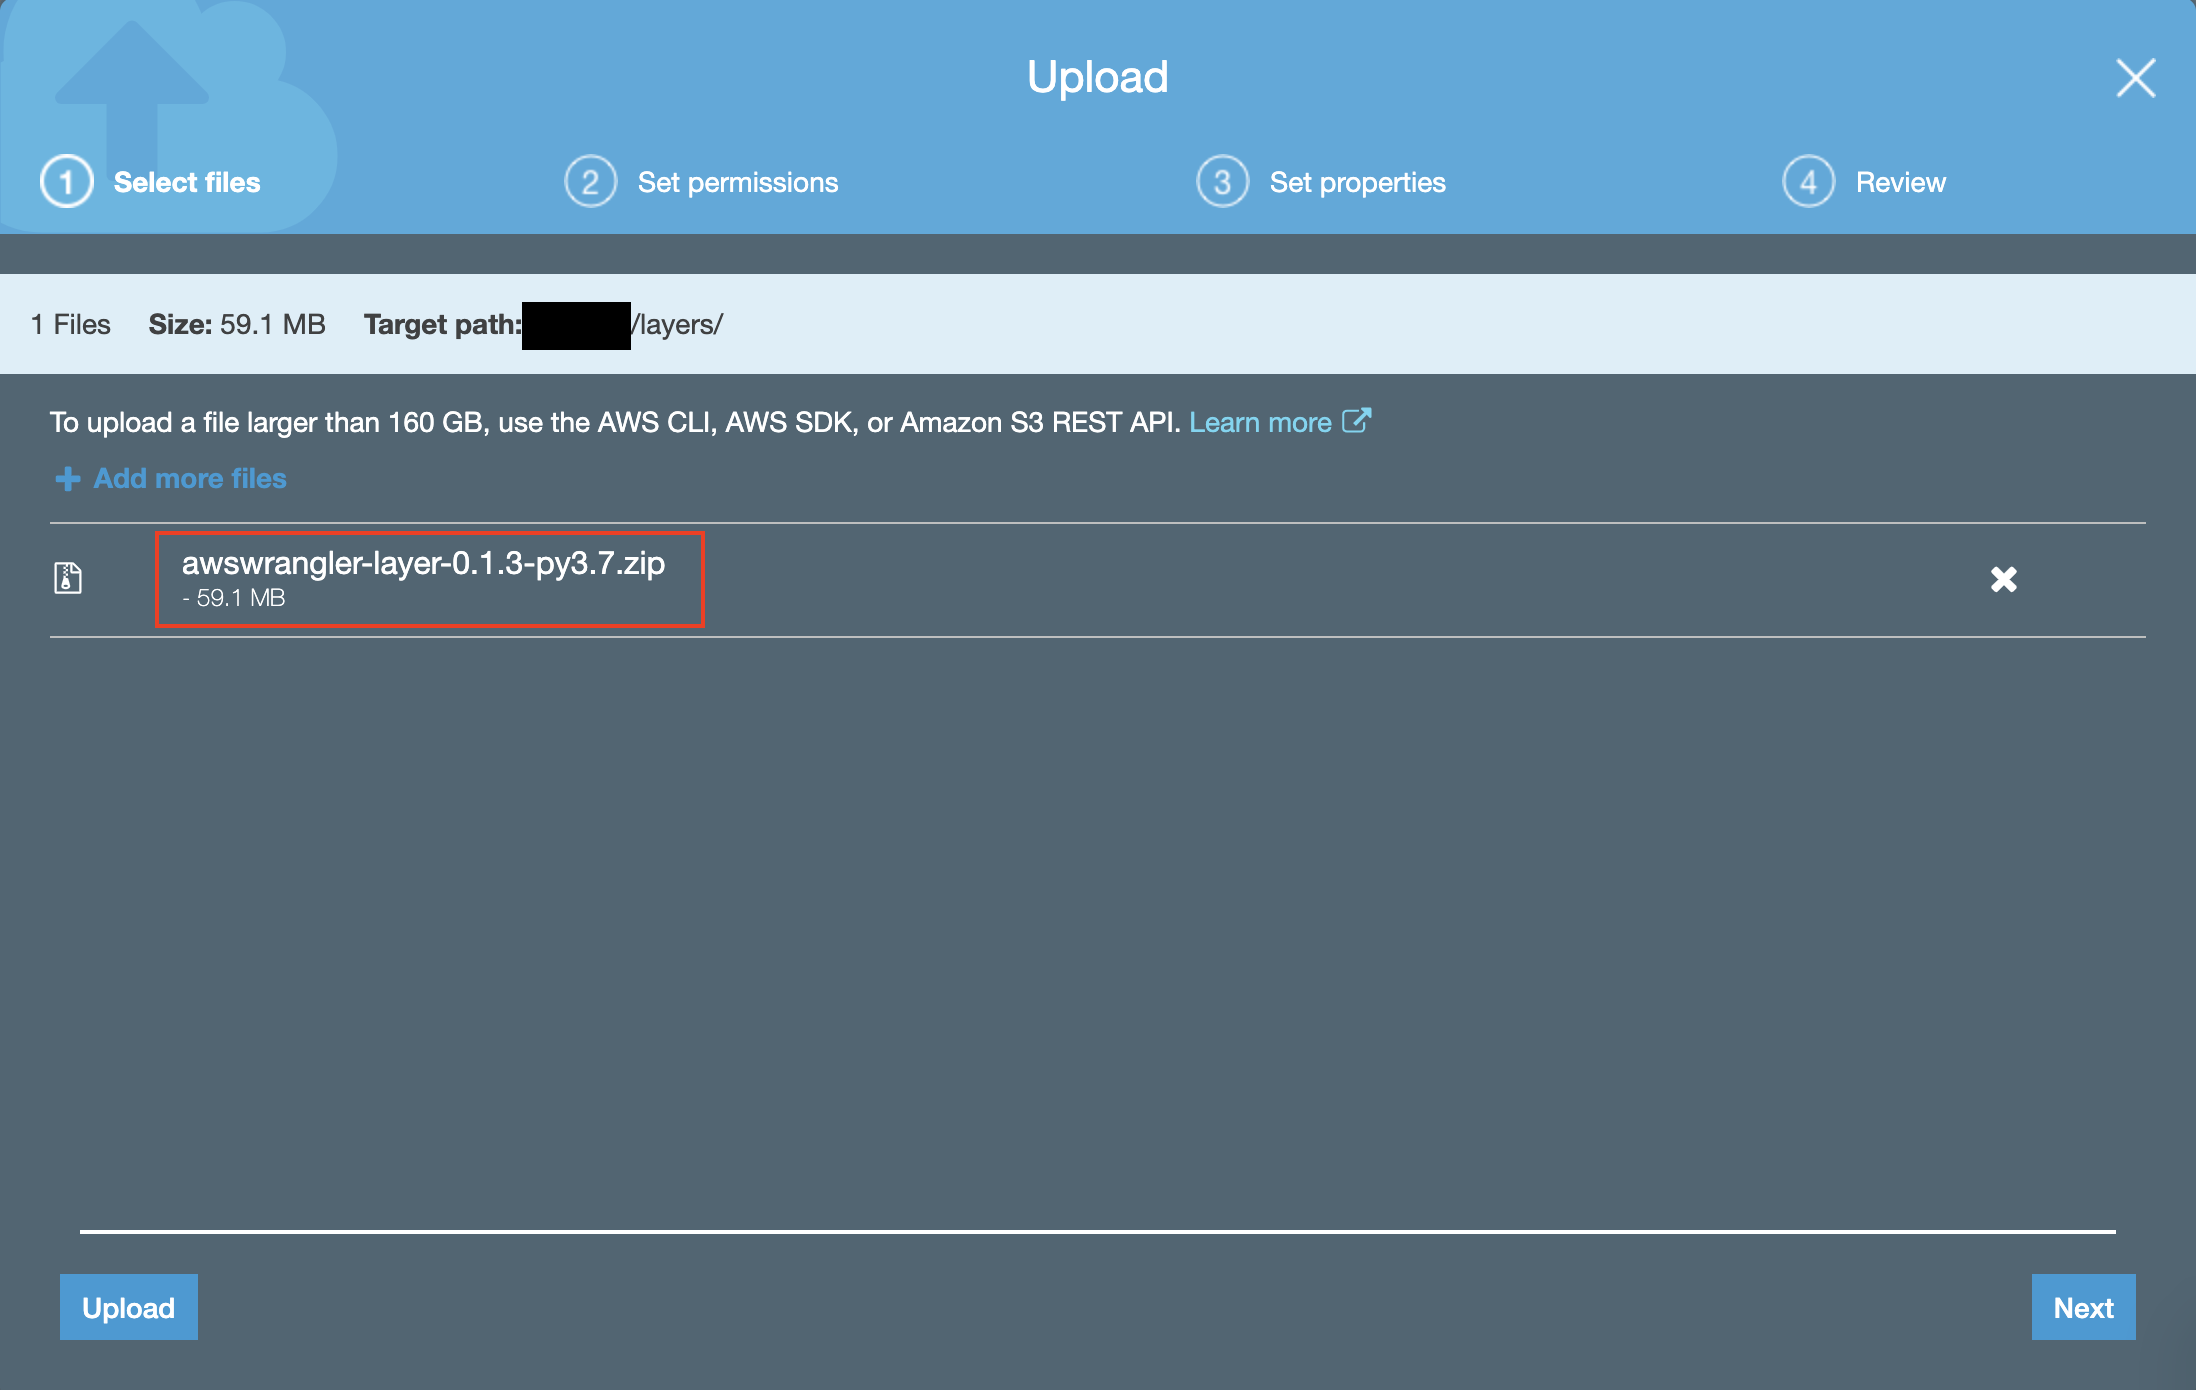 Upload
1 Select files 2 Set permissions 3 Set properties 4 Review
1 Files Size: 59.1 MB Target path: /layers/
To upload a file larger than 160 GB, use the AWS CLI, AWS SDK, or Amazon S3 REST API. Learn more
Add more files
awswrangler-layer-0.1.3-py3.7.zip
- 59.1 MB
Upload Next